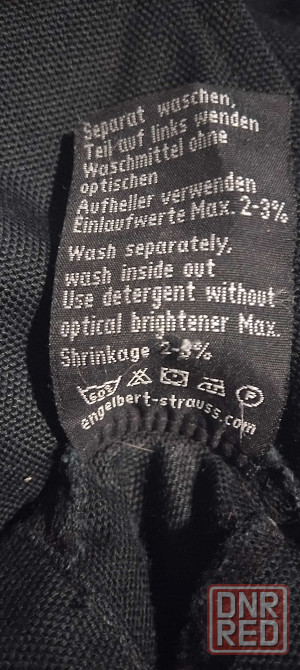 Separat waschen,
Teil auf links wenden
Waschmittel ohne
optischen
Aufheller verwenden
Einlaufwerte Max. 2-3%
Wash separately,
wash inside out
Use detergent without
optical brightener Max.
Shrinkage 2-3%
60° P
engelbert-strauss.com
DNR
RED